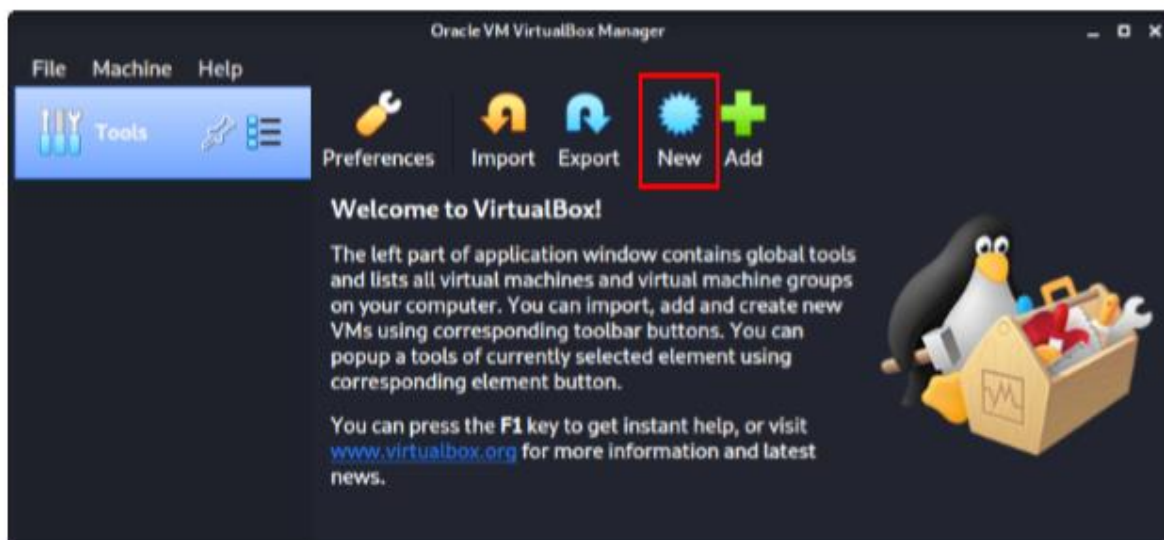 Oracle VM VirtualBox Manager
File Machine Help
Tools
Preferences Import Export New Add
Welcome to VirtualBox!
The left part of application window contains global tools
and lists all virtual machines and virtual machine groups
on your computer. You can import, add and create new
VMs using corresponding toolbar buttons. You can
popup a tools of currently selected element using
corresponding element button.
You can press the F1 key to get instant help, or visit
www.virtualbox.org for more information and latest
news.